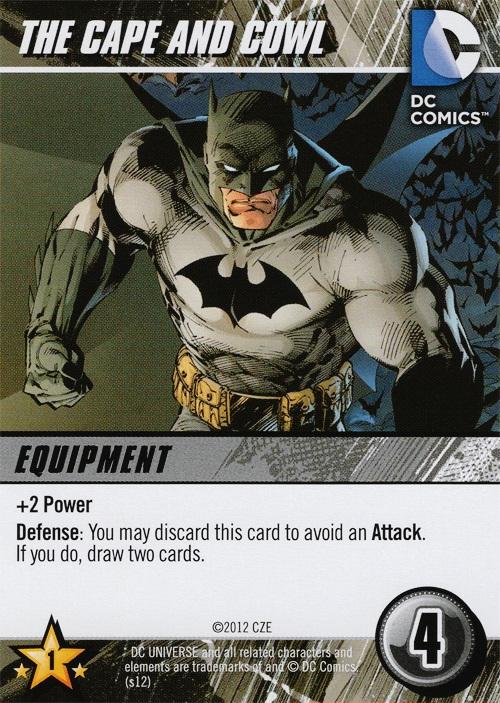 THE CAPE AND COWL
DC
COMICS™
EQUIPMENT
+2 Power
Defense: You may discard this card to avoid an Attack.
If you do, draw two cards.
©2012 CZE
1
DC UNIVERSE and all related characters and
elements are trademarks of and © DC Comics.
(s12)
4